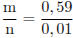 m/n = 0,59/0,01